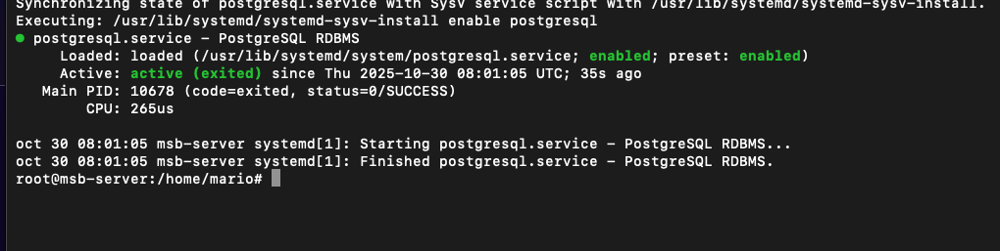 Synchronizing state of postgresql.service with SysV service script with /usr/lib/systemd/systemd-sysv-install.
Executing: /usr/lib/systemd/systemd-sysv-install enable postgresql
● postgresql.service – PostgreSQL RDBMS
Loaded: loaded (/usr/lib/systemd/system/postgresql.service; enabled; preset: enabled)
Active: active (exited) since Thu 2025-10-30 08:01:05 UTC; 35s ago
Main PID: 10678 (code=exited, status=0/SUCCESS)
CPU: 265us
oct 30 08:01:05 msb-server systemd[1]: Starting postgresql.service – PostgreSQL RDBMS...
oct 30 08:01:05 msb-server systemd[1]: Finished postgresql.service – PostgreSQL RDBMS.
root@msb-server:/home/mario#